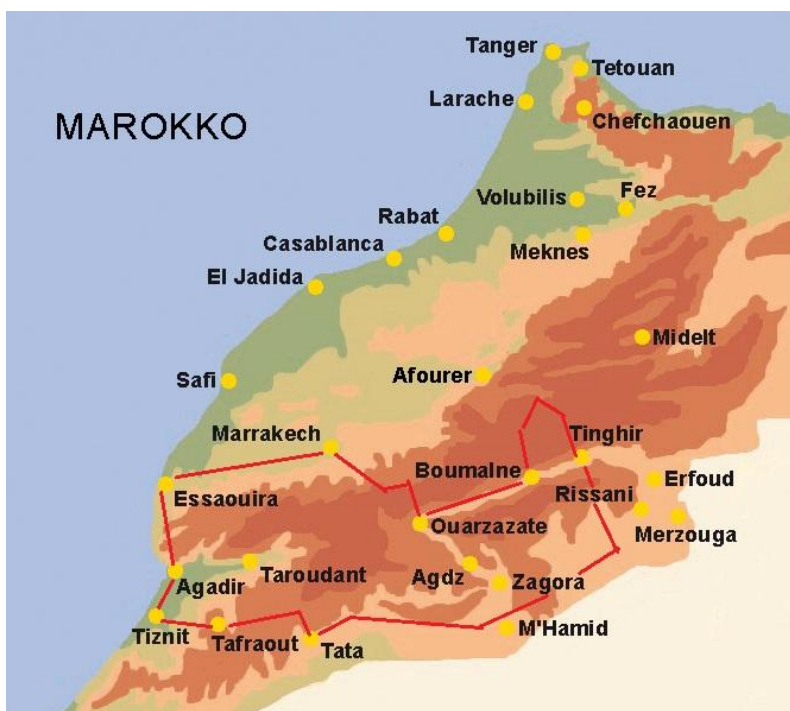 Tanger
Tetouan
Larache
Chefchaouen
MAROKKO
Volubilis
Fez
Rabat
Casablanca
Meknes
El Jadida
Midelt
Safi
Afourer
Marrakech
Tinghir
Boumalne
Erfoud
Essaouira
Rissani
Ouarzazate
Merzouga
Taroudant
Agdz
Agadir
Zagora
Tiznit
Tafraout
Tata
M'Hamid